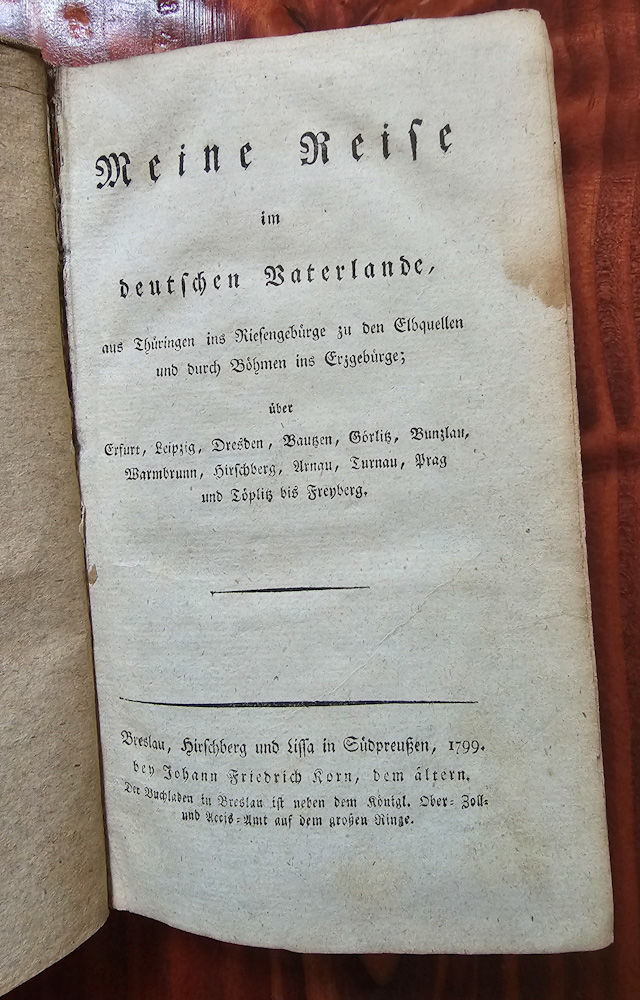 Meine Reiſe
im
deutſchen Vaterlande,
aus Thüringen ins Rieſengebürge zu den Elbquellen
und durch Böhmen ins Erzgebürge;
über
Erfurt, Leipzig, Dresden, Bautzen, Görlitz, Bunzlau,
Warmbrunn, Hirſchberg, Arnau, Turnau, Prag
und Töplitz bis Freyberg.
Breslau, Hirſchberg und Liſſa in Südpreußen, 1799.
bey Johann Friedrich Korn, dem ältern.
Der Buchladen in Breslau iſt neben dem Königl. Ober- Zoll-
und Accis-Amt auf dem großen Ringe.